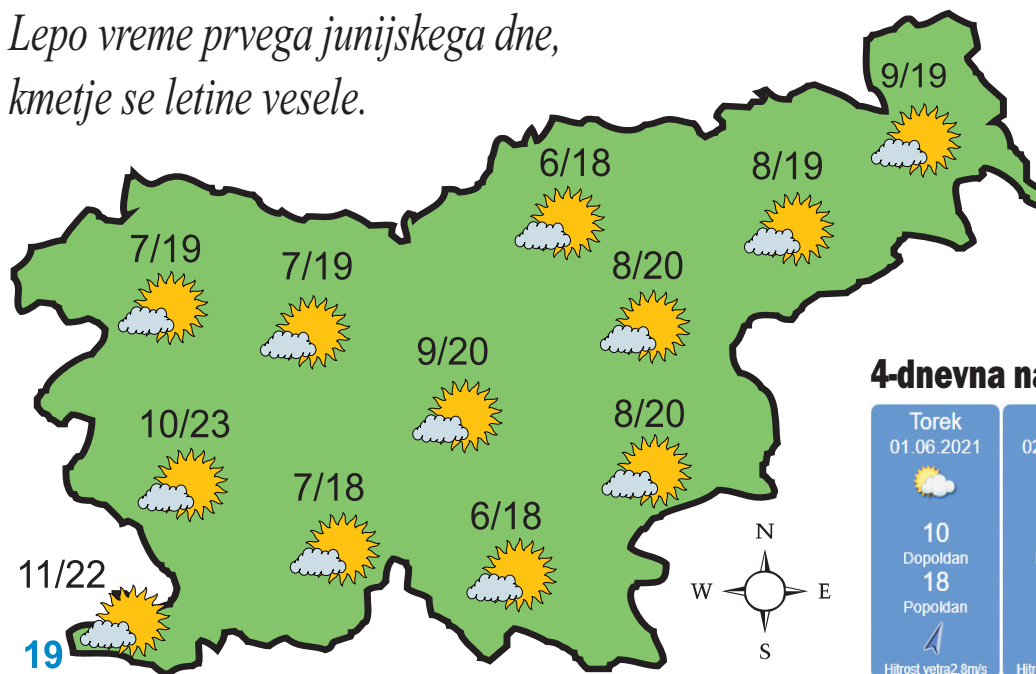 Lepo vreme prvega junijskega dne,
kmetje se letine vesele.
9/19
6/18
8/19
7/19
7/19
8/20
9/20
10/23
8/20
7/18
6/18
11/22
19
N
W
E
S
4-dnevna na
Torek
01.06.2021
10
Dopoldan
18
Popoldan
Hitrost vetra2.8m/s
02
Hitr